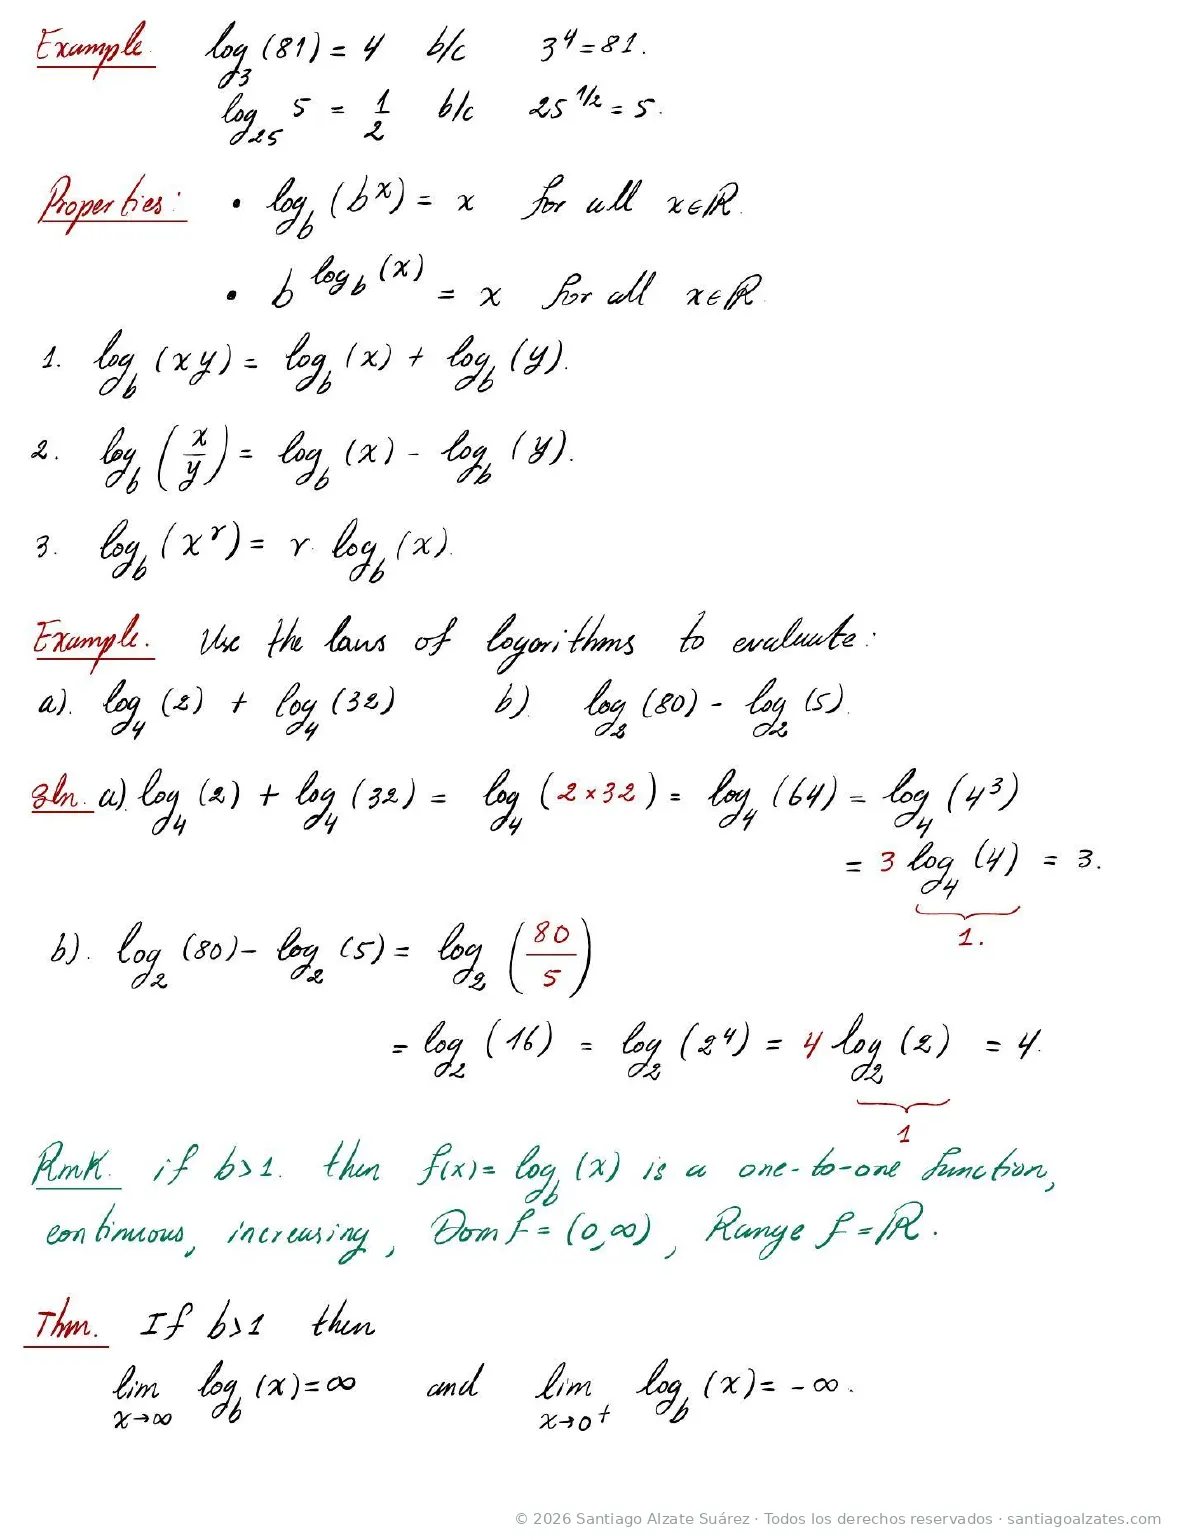 Example. log_3 (81) = 4 b/c 3^4 = 81.
log_25 5 = 1/2 b/c 25^{1/2} = 5.
Properties: • log_b (b^x) = x for all x∈ℝ.
• b^{log_b (x)} = x for all x∈ℝ.
1. log_b (xy) = log_b (x) + log_b (y).
2. log_b (x/y) = log_b (x) - log_b (y).
3. log_b (x^r) = r · log_b (x).
Example. Use the laws of logarithms to evaluate:
a). log_4 (2) + log_4 (32) b). log_2 (80) - log_2 (5).
Sln. a). log_4 (2) + log_4 (32) = log_4 (2 × 32) = log_4 (64) = log_4 (4^3)
= 3 log_4 (4) = 3.
1.
b). log_2 (80) - log_2 (5) = log_2 (80/5)
= log_2 (16) = log_2 (2^4) = 4 log_2 (2) = 4.
1
Rmk. if b>1. then f(x) = log_b (x) is a one-to-one function,
continuous, increasing, Dom f = (0,∞), Range f = ℝ.
Thm. If b>1 then
lim_{x→∞} log_b (x) = ∞ and lim_{x→0^+} log_b (x) = -∞.
© 2026 Santiago Alzate Suárez · Todos los derechos reservados · santiagoalzates.com